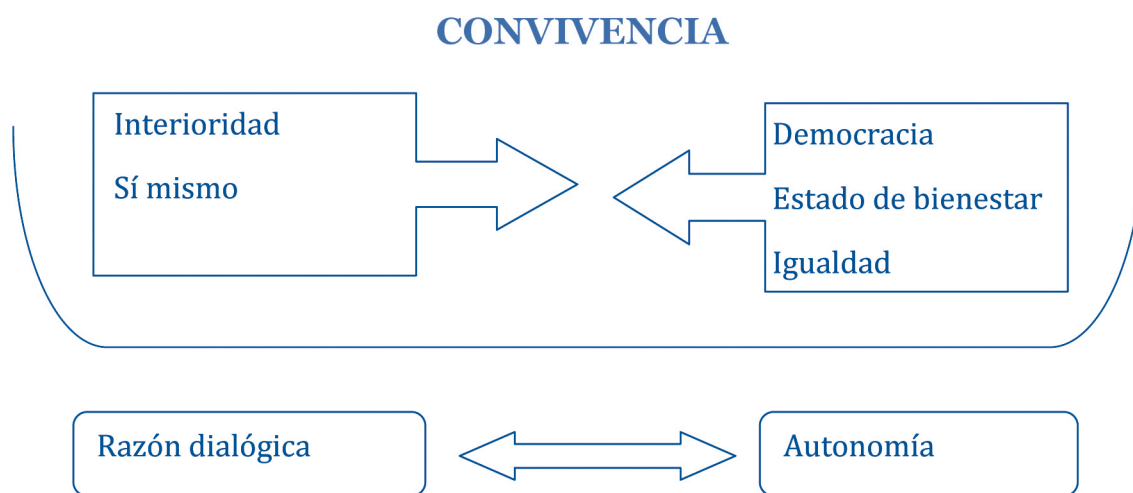 CONVIVENCIA
Interioridad
Sí mismo
Democracia
Estado de bienestar
Igualdad
Razón dialógica
Autonomía